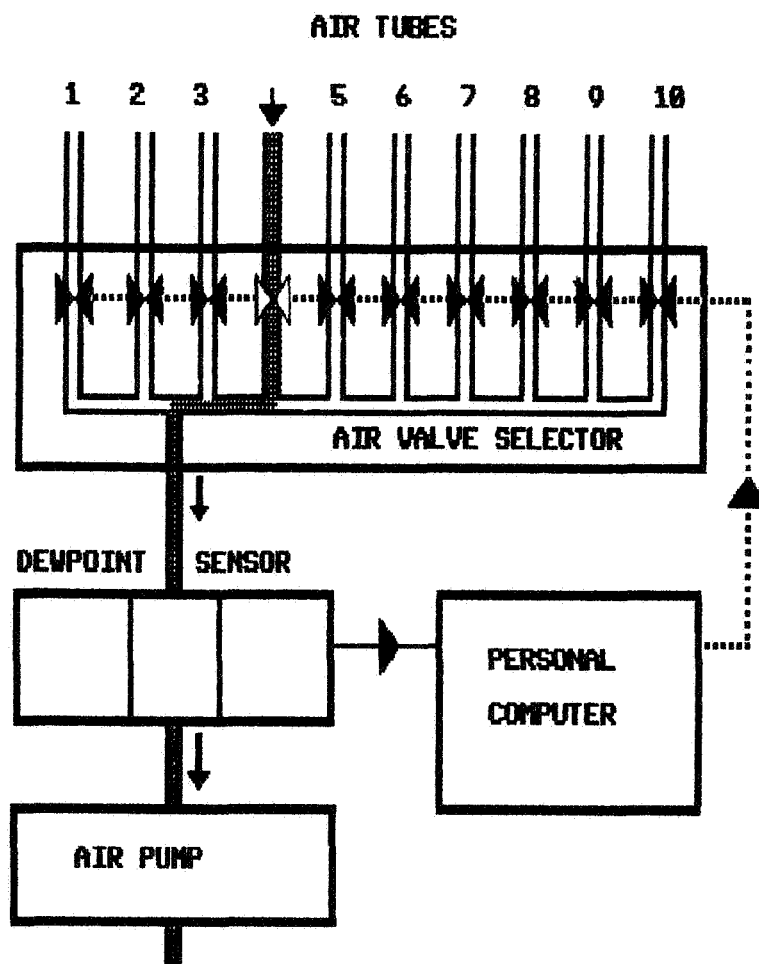 AIR TUBES
1 2 3 5 6 7 8 9 10
AIR VALVE SELECTOR
DEWPOINT SENSOR
PERSONAL
COMPUTER
AIR PUMP